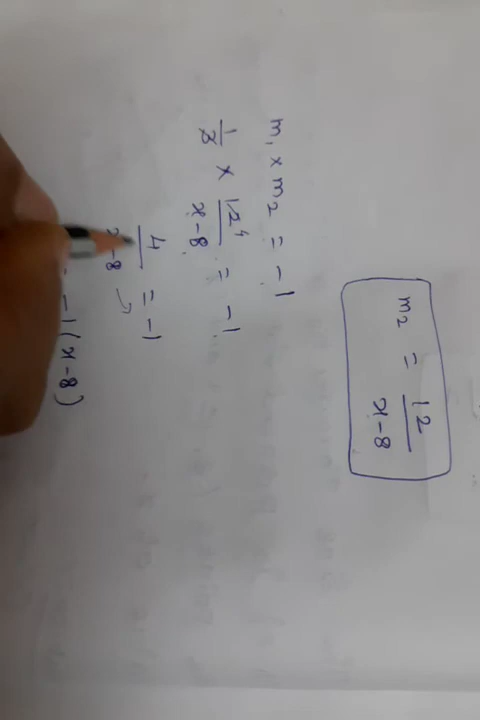 m₂ = 12/(x-8)
m₁ × m₂ = -1
1/3 × 12⁴/(x-8) = -1
4/(x-8) = -1
= -1(x-8)